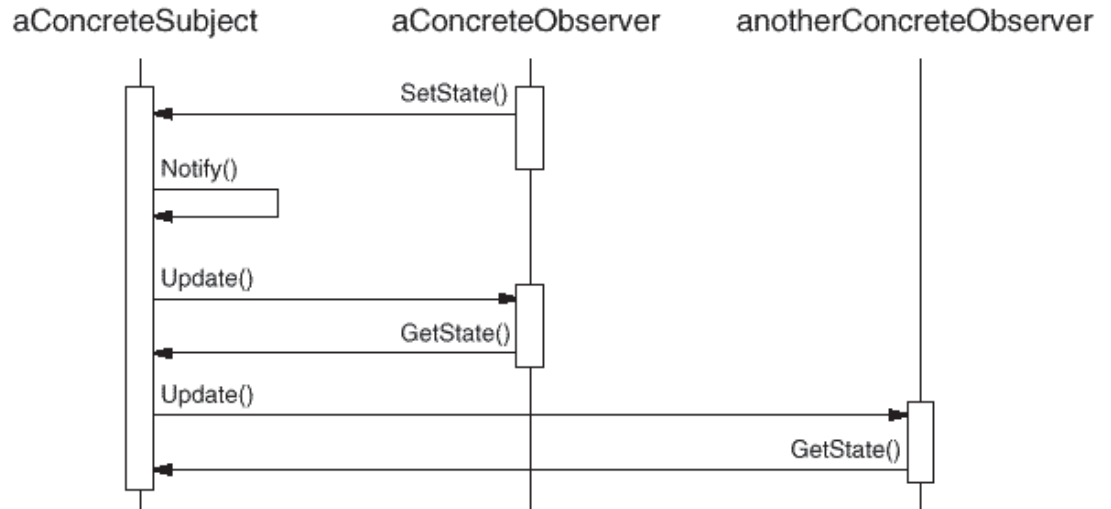 aConcreteSubject
aConcreteObserver
anotherConcreteObserver
SetState()
Notify()
Update()
GetState()
Update()
GetState()